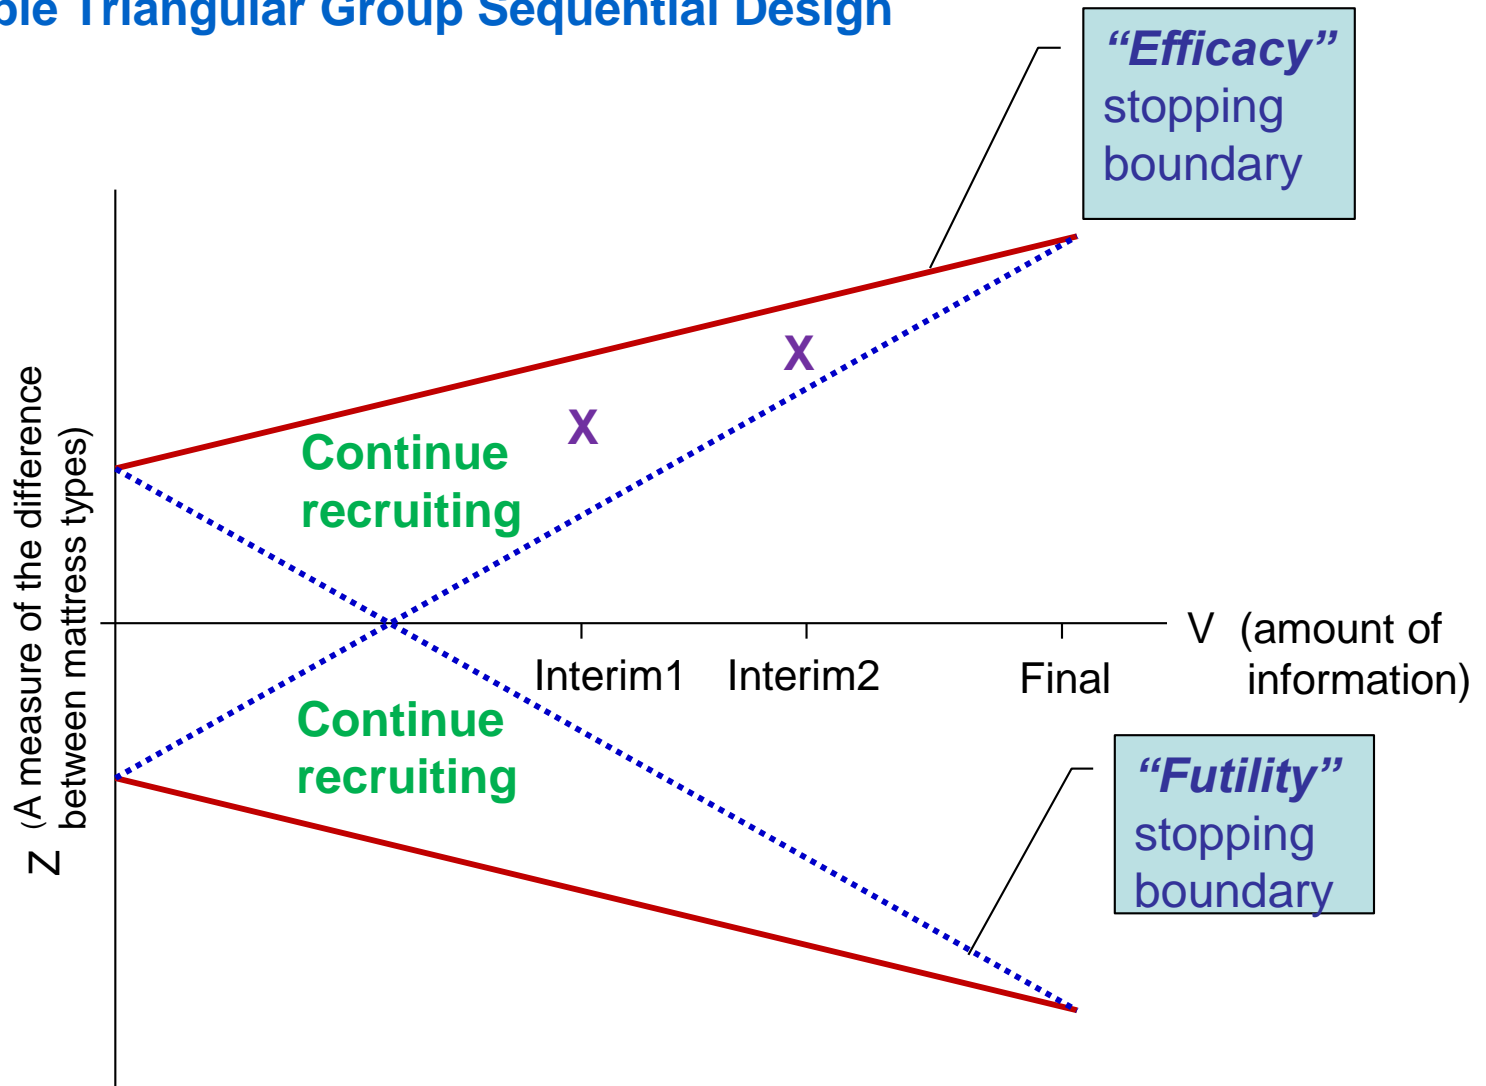 Triangular Group Sequential Design
“Efficacy”
stopping
boundary
X
X
Continue
recruiting
Z (A measure of the difference
between mattress types)
V (amount of
information)
Interim1 Interim2 Final
Continue
recruiting
“Futility”
stopping
boundary